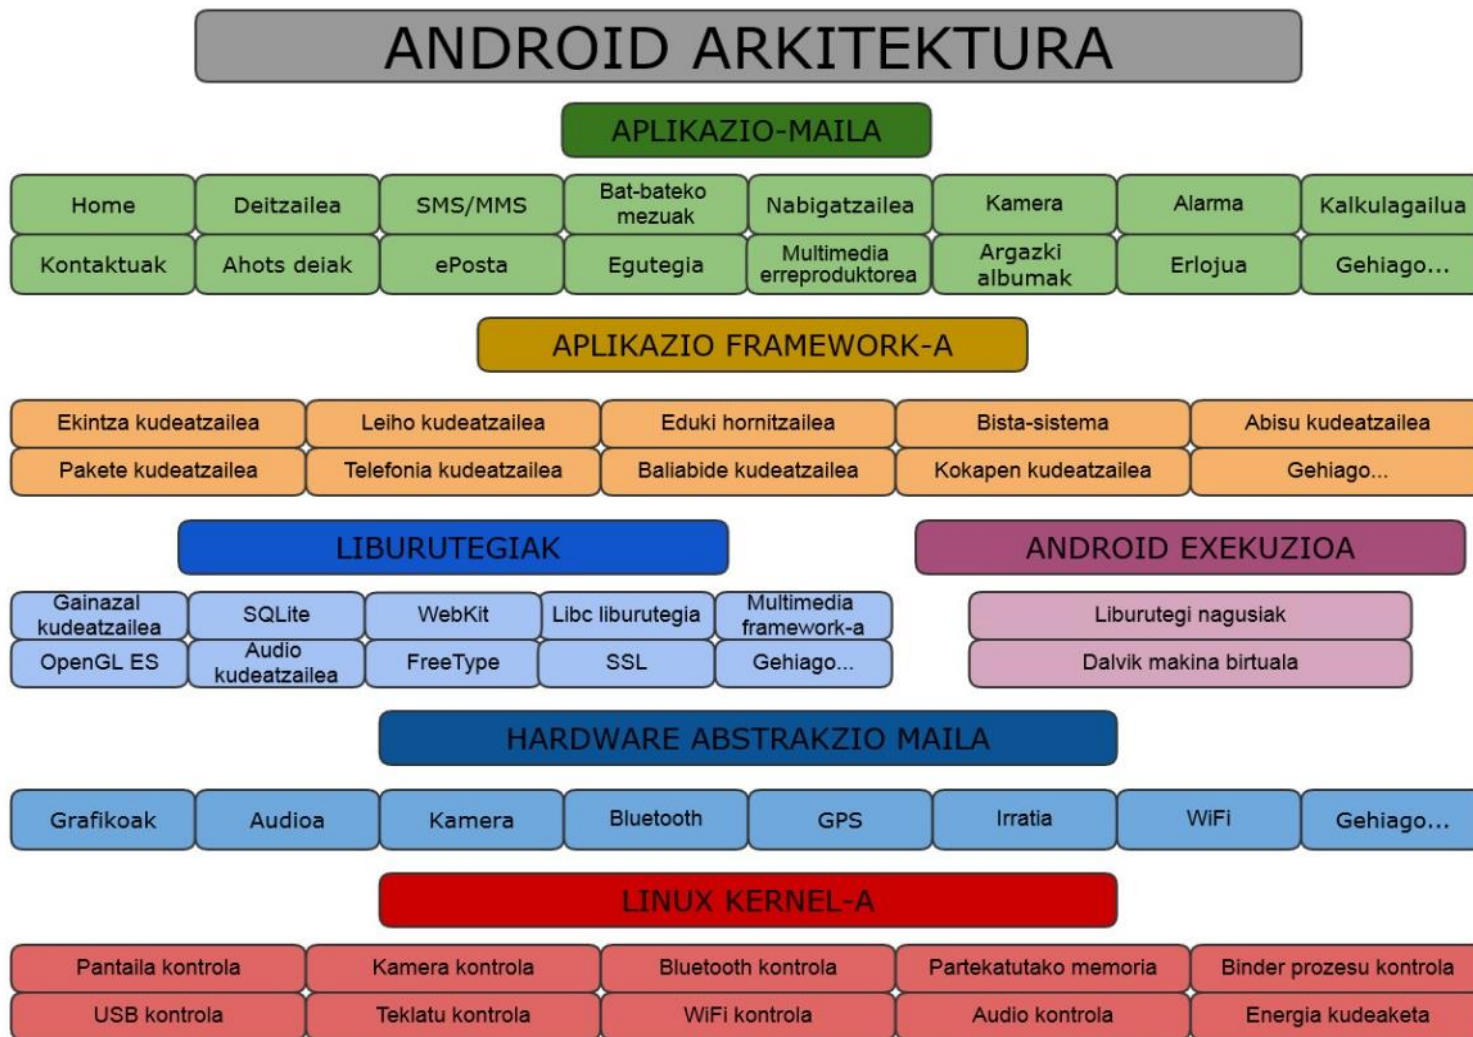 ANDROID ARKITEKTURA
APLIKAZIO-MAILA
Home
Deitzailea
SMS/MMS
Bat-bateko
mezuak
Nabigatzailea
Kamera
Alarma
Kalkulagailua
Kontaktuak
Ahots deiak
ePosta
Egutegia
Multimedia
erreproduktorea
Argazki
albumak
Erlojua
Gehiago...
APLIKAZIO FRAMEWORK-A
Ekintza kudeatzailea
Leiho kudeatzailea
Eduki hornitzailea
Bista-sistema
Abisu kudeatzailea
Pakete kudeatzailea
Telefonia kudeatzailea
Baliabide kudeatzailea
Kokapen kudeatzailea
Gehiago...
LIBURUTEGIAK
Gainazal
kudeatzailea
SQLite
WebKit
Libc liburutegia
Multimedia
framework-a
OpenGL ES
Audio
kudeatzailea
FreeType
SSL
Gehiago...
ANDROID EXEKUZIOA
Liburutegi nagusiak
Dalvik makina birtuala
HARDWARE ABSTRAKZIO MAILA
Grafikoak
Audioa
Kamera
Bluetooth
GPS
Irratia
WiFi
Gehiago...
LINUX KERNEL-A
Pantaila kontrola
Kamera kontrola
Bluetooth kontrola
Partekatutako memoria
Binder prozesu kontrola
USB kontrola
Teklatu kontrola
WiFi kontrola
Audio kontrola
Energia kudeaketa